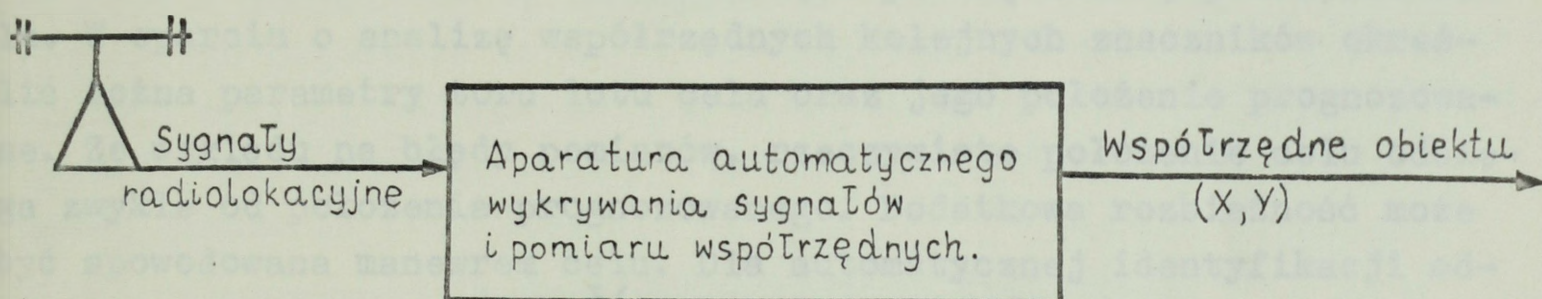 Sygnały
radiolokacyjne
Aparatura automatycznego
wykrywania sygnałów
i pomiaru współrzędnych.
Współrzędne obiektu
(X,Y)